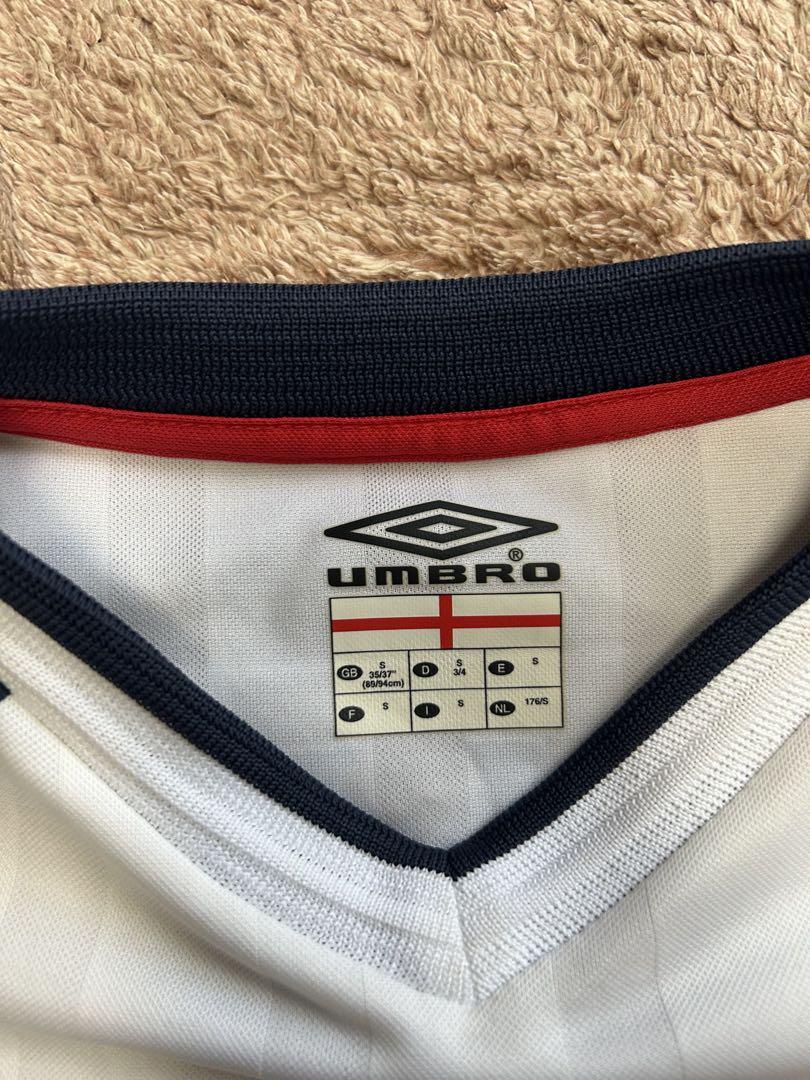 UMBRO®
GB S 35/37" (89/94cm)
D S 3/4
E S
F S
I S
NL 176/S